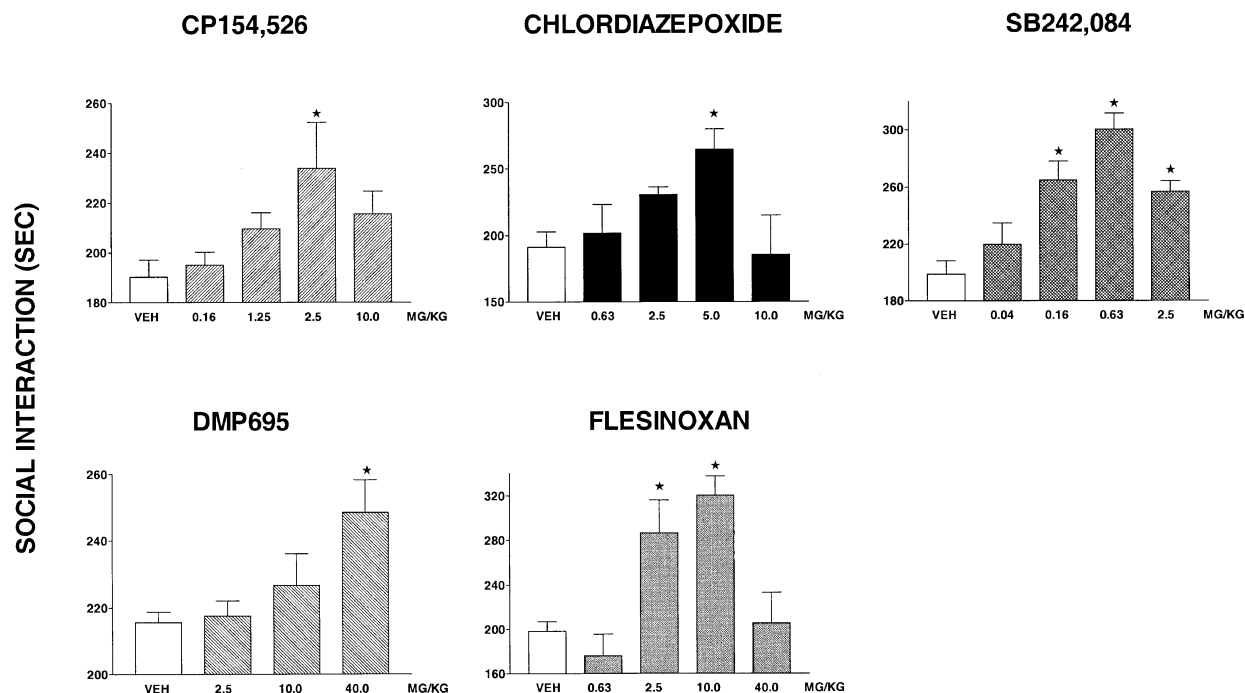 CP154,526
CHLORDIAZEPOXIDE
SB242,084
SOCIAL INTERACTION (SEC)
260
240
220
200
180
VEH 0.16 1.25 2.5 10.0 MG/KG
300
250
200
150
VEH 0.63 2.5 5.0 10.0 MG/KG
300
260
220
180
VEH 0.04 0.16 0.63 2.5 MG/KG
DMP695
FLESINOXAN
260
240
220
200
VEH 2.5 10.0 40.0 MG/KG
320
280
240
200
160
VEH 0.63 2.5 10.0 40.0 MG/KG